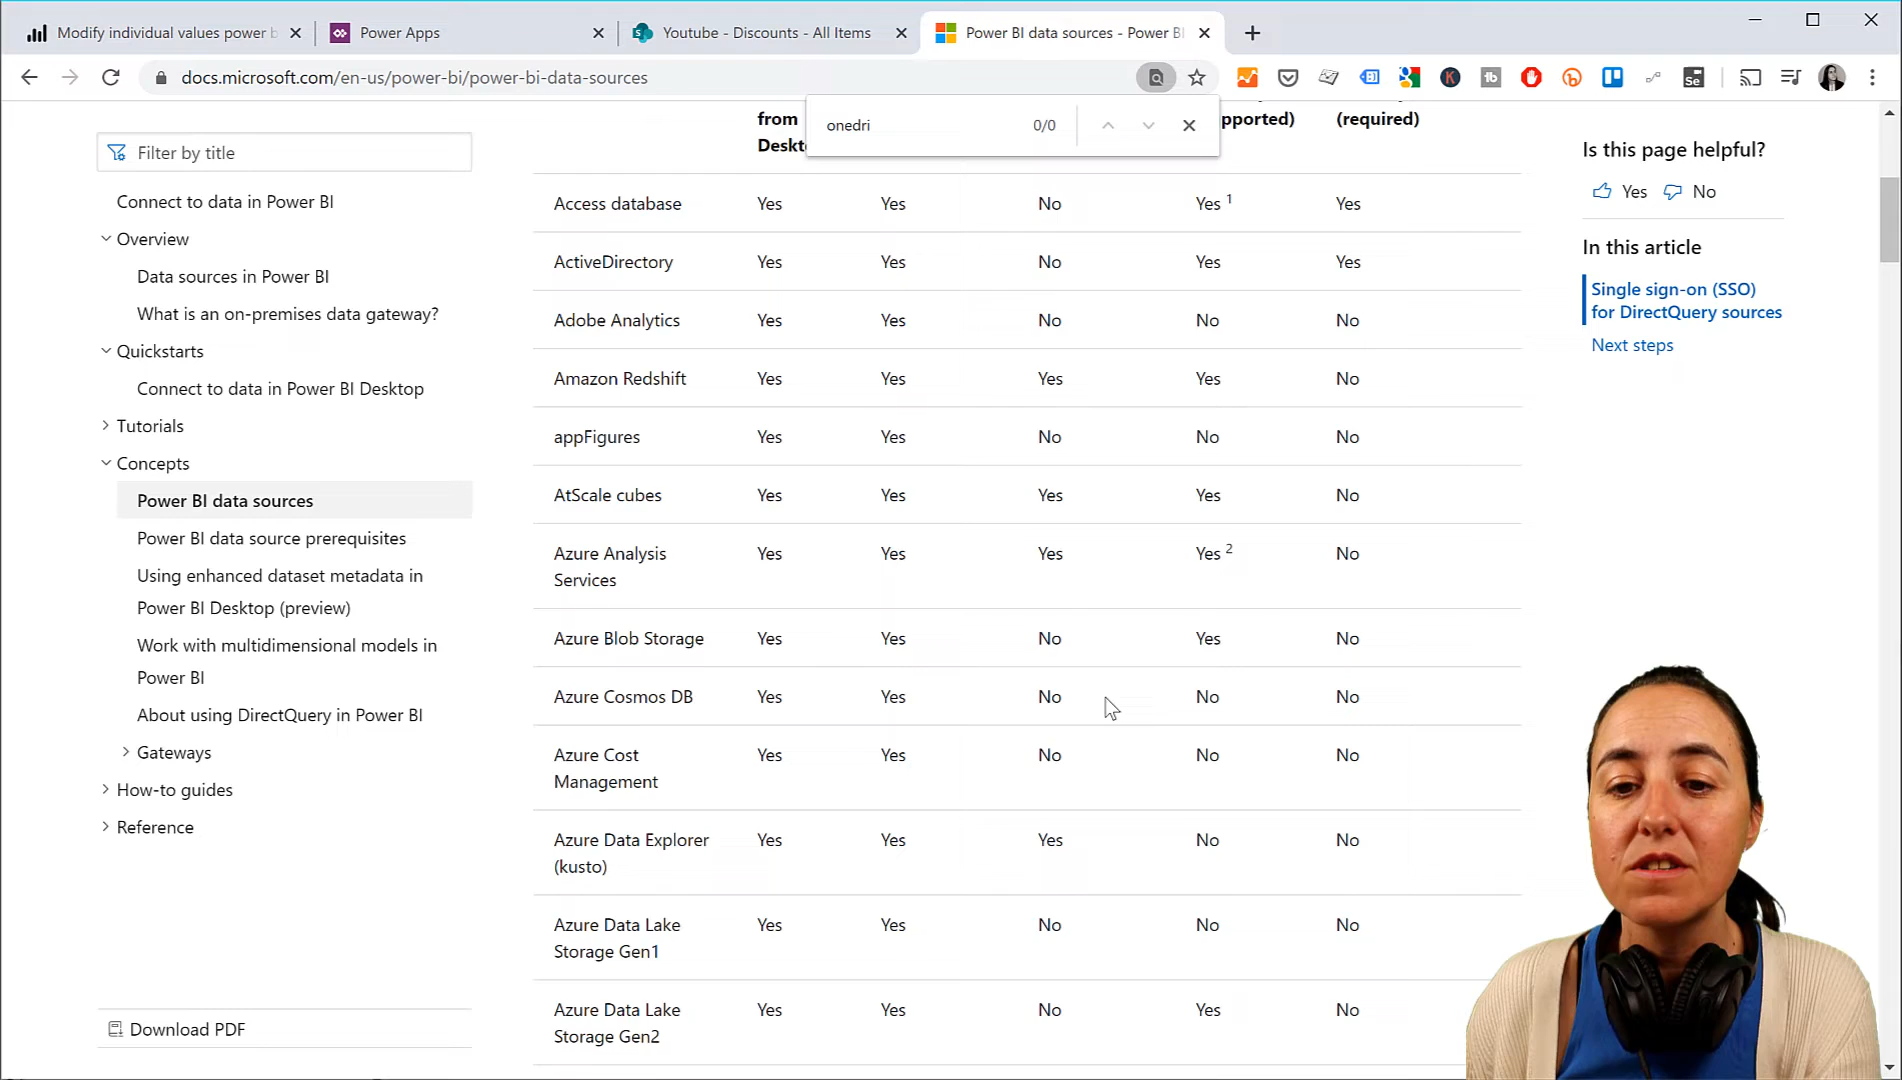 Modify individual values power b
Power Apps
Youtube - Discounts - All Items
Power BI data sources - Power BI
docs.microsoft.com/en-us/power-bi/power-bi-data-sources
onedri 0/0
Filter by title
Connect to data in Power BI
Overview
Data sources in Power BI
What is an on-premises data gateway?
Quickstarts
Connect to data in Power BI Desktop
Tutorials
Concepts
Power BI data sources
Power BI data source prerequisites
Using enhanced dataset metadata in
Power BI Desktop (preview)
Work with multidimensional models in
Power BI
About using DirectQuery in Power BI
Gateways
How-to guides
Reference
Download PDF
from pported) (required)
Deskt
Access database Yes Yes No Yes 1 Yes
ActiveDirectory Yes Yes No Yes Yes
Adobe Analytics Yes Yes No No No
Amazon Redshift Yes Yes Yes Yes No
appFigures Yes Yes No No No
AtScale cubes Yes Yes Yes Yes No
Azure Analysis Yes Yes Yes Yes 2 No
Services
Azure Blob Storage Yes Yes No Yes No
Azure Cosmos DB Yes Yes No No No
Azure Cost Yes Yes No No No
Management
Azure Data Explorer Yes Yes Yes No No
(kusto)
Azure Data Lake Yes Yes No No No
Storage Gen1
Azure Data Lake Yes Yes No Yes No
Storage Gen2
Is this page helpful?
Yes No
In this article
Single sign-on (SSO)
for DirectQuery sources
Next steps